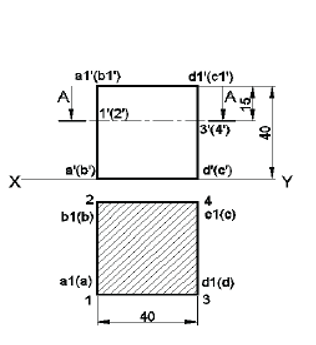 a1'(b1') d1'(c1')
A A
15
1'(2')
3'(4')
40
a'(b') d'(c')
X Y
2 4
b1(b) c1(c)
a1(a) d1(d)
1 3
40